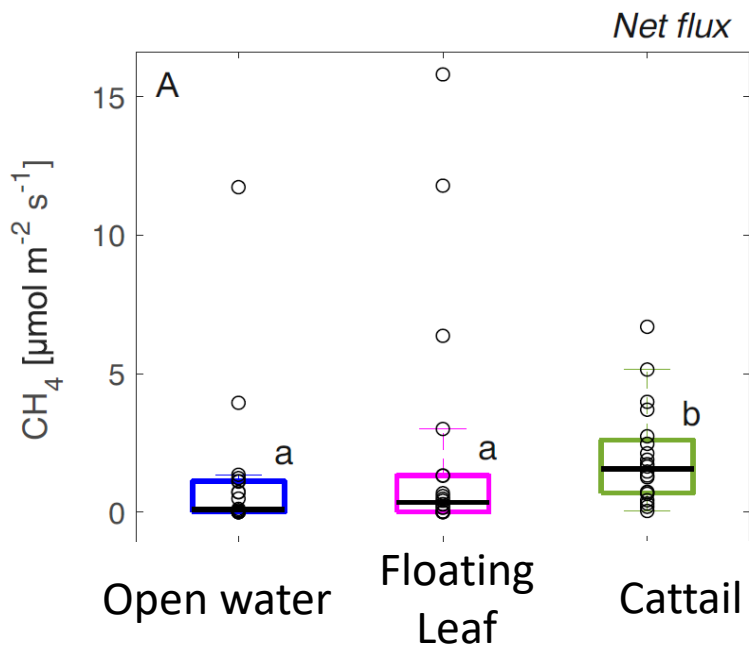 Net flux
A
15
10
5
0
CH₄ [μmol m⁻² s⁻¹]
a
a
b
Open water
Floating
Leaf
Cattail